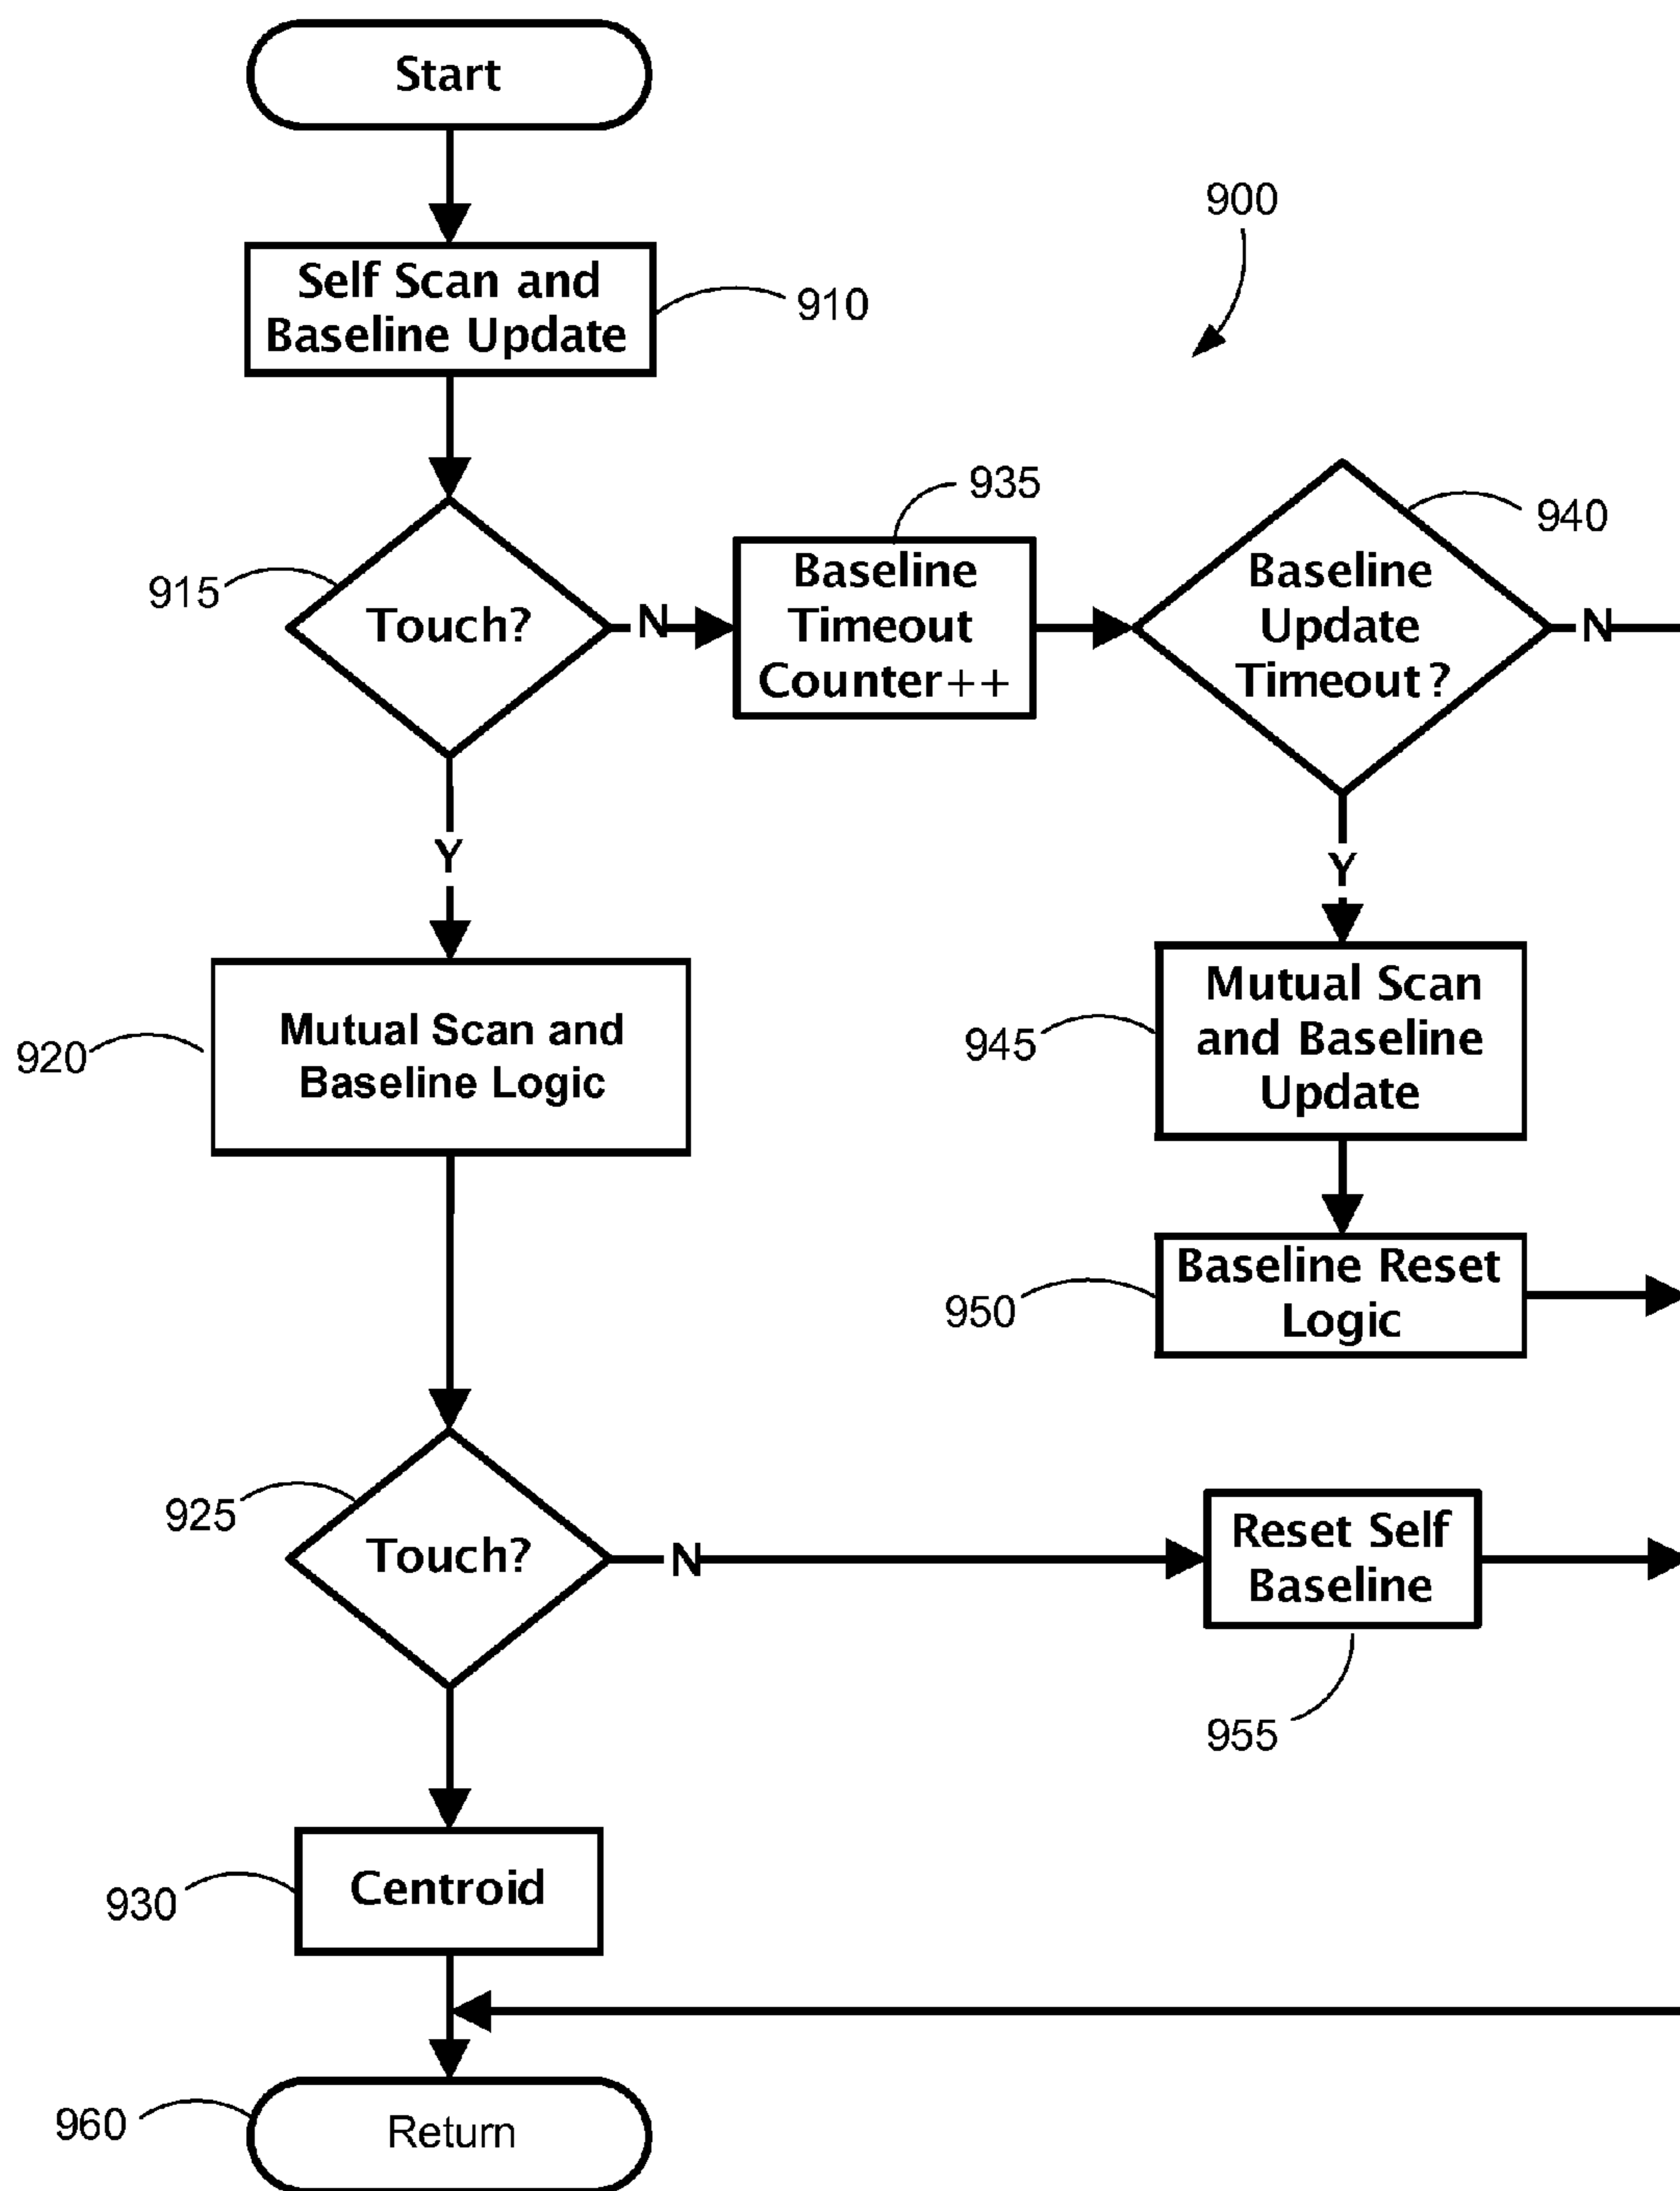 Start
900
Self Scan and
Baseline Update
910
935
940
915
Touch?
N
Baseline
Timeout
Counter++
Baseline
Update
Timeout?
N
Y
Y
920
Mutual Scan and
Baseline Logic
945
Mutual Scan
and Baseline
Update
950
Baseline Reset
Logic
925
Touch?
N
Reset Self
Baseline
955
930
Centroid
960
Return